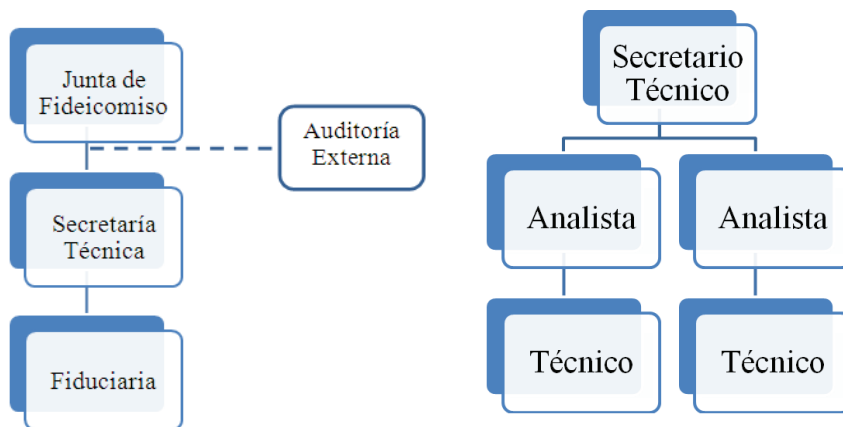 Junta de
Fideicomiso
Auditoría
Externa
Secretaría
Técnica
Fiduciaria
Secretario
Técnico
Analista
Analista
Técnico
Técnico